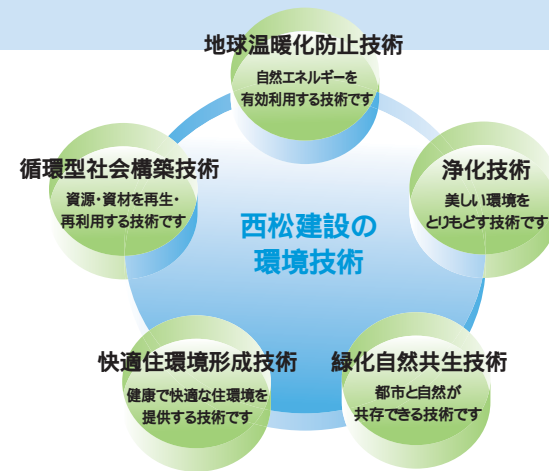 地球温暖化防止技術
自然エネルギーを
有効利用する技術です
循環型社会構築技術
資源・資材を再生・
再利用する技術です
浄化技術
美しい環境を
とりもどす技術です
西松建設の
環境技術
快適住環境形成技術
健康で快適な住環境を
提供する技術です
緑化自然共生技術
都市と自然が
共存できる技術です